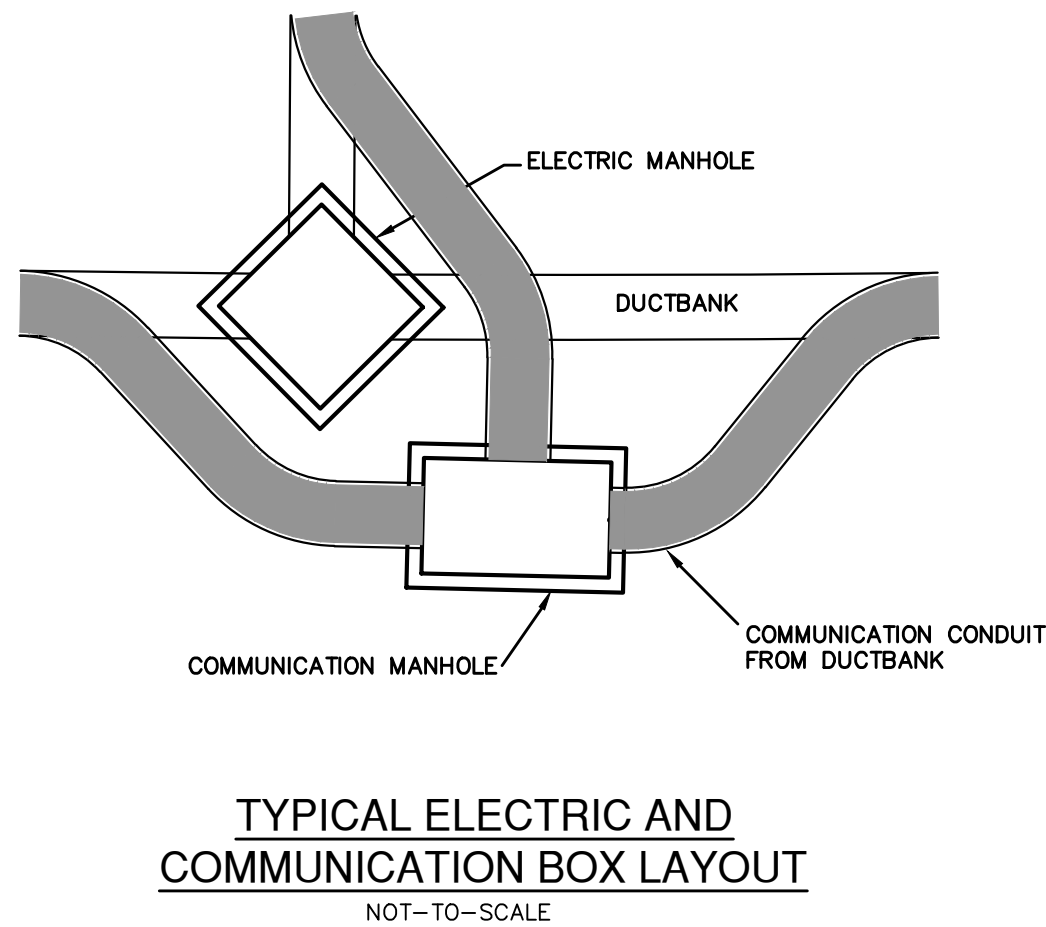 ELECTRIC MANHOLE
DUCTBANK
COMMUNICATION CONDUIT
FROM DUCTBANK
COMMUNICATION MANHOLE
TYPICAL ELECTRIC AND
COMMUNICATION BOX LAYOUT
NOT-TO-SCALE